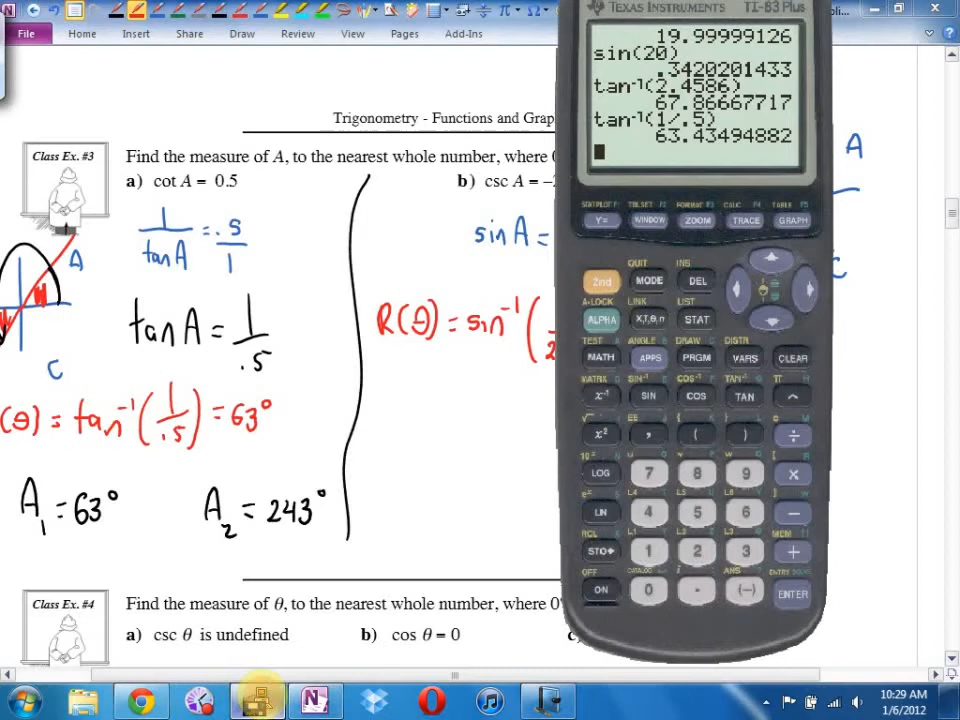 File Home Insert Share Draw Review Pages Add-Ins
Trigonometry - Functions and Grap
Class Ex. #3
Find the measure of A, to the nearest whole number, where 0
a) cot A = 0.5
b) csc A = -2
1/tan A = .5/1
A
sin A =
tan A = 1/.5
C
R(θ) = sin⁻¹(
(θ) = tan⁻¹(1/.5) = 63°
A₁ = 63°
A₂ = 243°
Class Ex. #4
Find the measure of θ, to the nearest whole number, where 0°
a) csc θ is undefined
b) cos θ = 0
c)
A
TEXAS INSTRUMENTS TI-83 Plus
19.99999126
sin(20)
.3420201433
tan⁻¹(2.4586)
67.86667717
tan⁻¹(1/.5)
63.43494882
STATPLOT F1 TBLSET F2 FORMAT F3 CALC F4 TABLE F5
Y= WINDOW ZOOM TRACE GRAPH
QUIT INS
2nd MODE DEL
A-LOCK LINK LIST
ALPHA X,T,θ,n STAT
TEST A ANGLE B DRAW C DISTR
MATH APPS PRGM VARS CLEAR
MATRX D SIN⁻¹ E COS⁻¹ F TAN⁻¹ G π H
x⁻¹ SIN COS TAN ^
EE J { K } L
x² , ( ) ÷
LOG 7 8 9 ×
LN 4 5 6 −
RCL X L1 Y L2 Z L3 MEM
STO▸ 1 2 3 +
OFF CATALOG i ANS ? ENTRY SOLVE
ON 0 . (-) ENTER
10:29 AM
1/6/2012